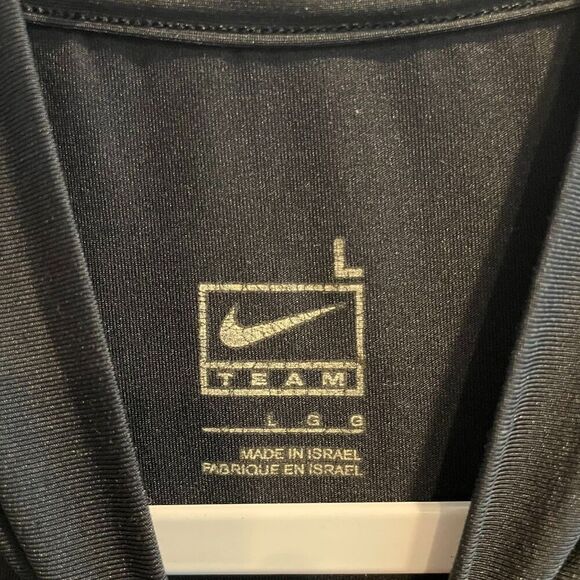 L
TEAM
L G G
MADE IN ISRAEL
FABRIQUE EN ISRAEL